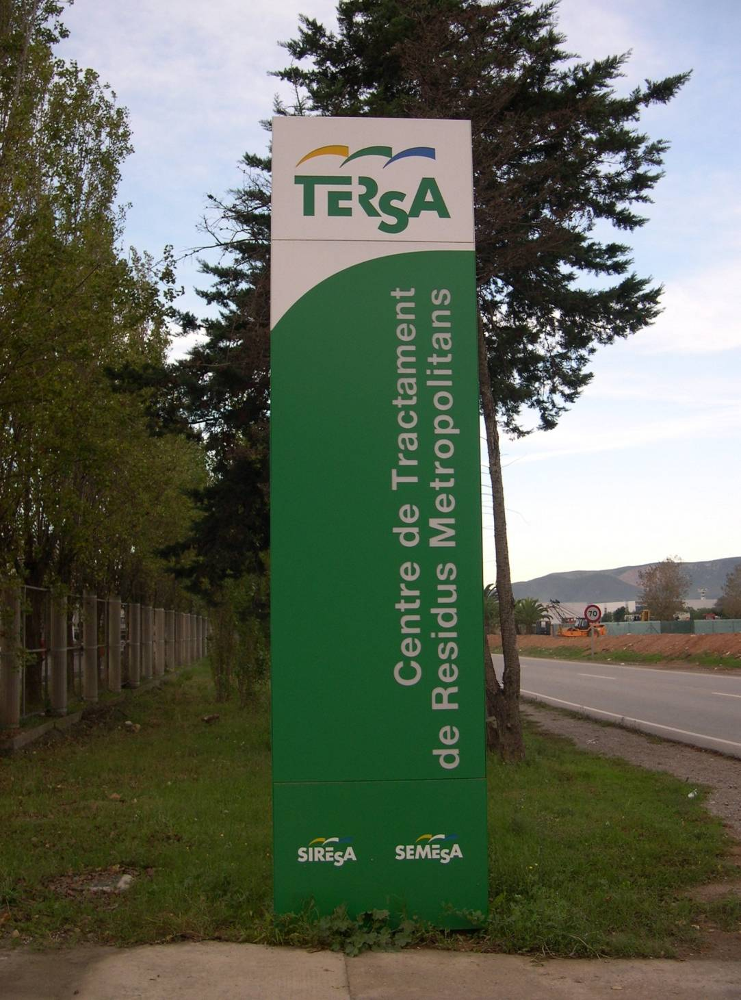 TERSA
Centre de Tractament
de Residus Metropolitans
SIRESA
SEMESA
70